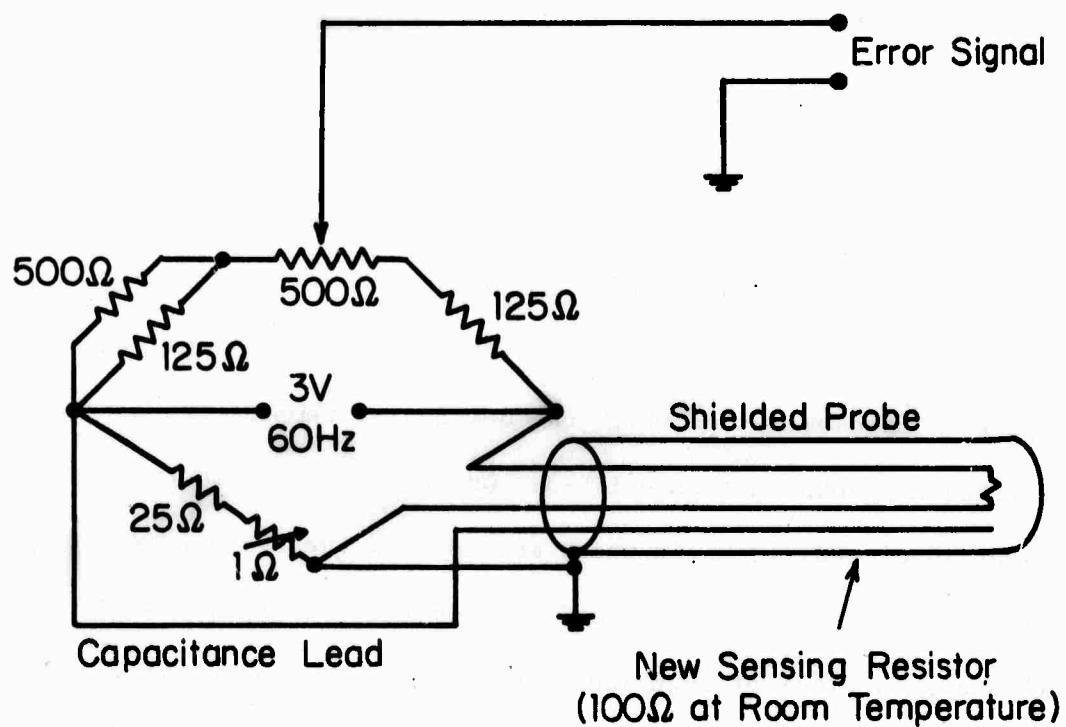 Error Signal
500Ω
500Ω
125Ω
125Ω
3V
60Hz
Shielded Probe
25Ω
1Ω
Capacitance Lead
New Sensing Resistor
(100Ω at Room Temperature)